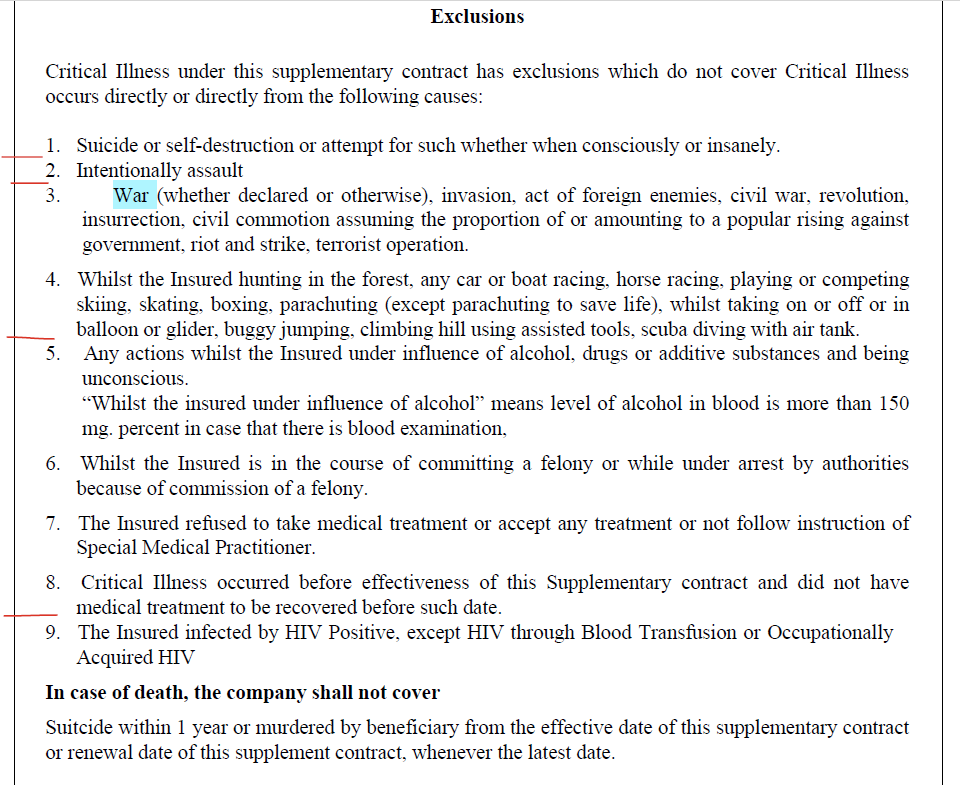 Exclusions
Critical Illness under this supplementary contract has exclusions which do not cover Critical Illness
occurs directly or directly from the following causes:
1. Suicide or self-destruction or attempt for such whether when consciously or insanely.
2. Intentionally assault
3. War (whether declared or otherwise), invasion, act of foreign enemies, civil war, revolution,
insurrection, civil commotion assuming the proportion of or amounting to a popular rising against
government, riot and strike, terrorist operation.
4. Whilst the Insured hunting in the forest, any car or boat racing, horse racing, playing or competing
skiing, skating, boxing, parachuting (except parachuting to save life), whilst taking on or off or in
balloon or glider, buggy jumping, climbing hill using assisted tools, scuba diving with air tank.
5. Any actions whilst the Insured under influence of alcohol, drugs or additive substances and being
unconscious.
“Whilst the insured under influence of alcohol” means level of alcohol in blood is more than 150
mg. percent in case that there is blood examination,
6. Whilst the Insured is in the course of committing a felony or while under arrest by authorities
because of commission of a felony.
7. The Insured refused to take medical treatment or accept any treatment or not follow instruction of
Special Medical Practitioner.
8. Critical Illness occurred before effectiveness of this Supplementary contract and did not have
medical treatment to be recovered before such date.
9. The Insured infected by HIV Positive, except HIV through Blood Transfusion or Occupationally
Acquired HIV
In case of death, the company shall not cover
Suitcide within 1 year or murdered by beneficiary from the effective date of this supplementary contract
or renewal date of this supplement contract, whenever the latest date.